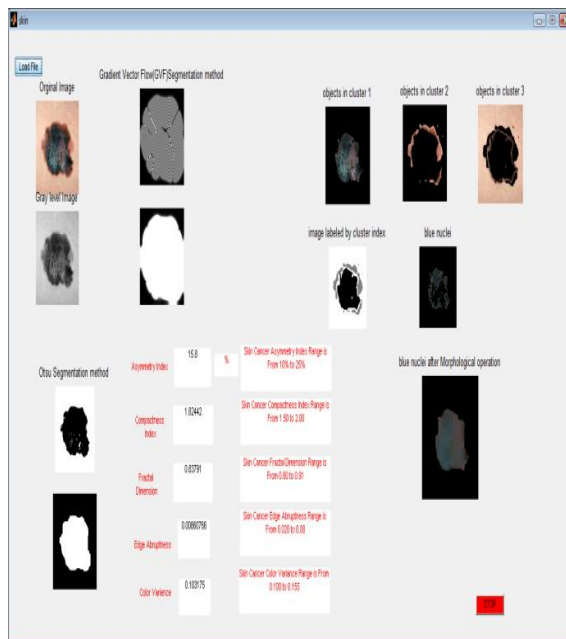 skin
Load File
Orginal Image
Gradient Vector Flow(GVF)Segmentation method
objects in cluster 1
objects in cluster 2
objects in cluster 3
Gray level Image
image labeled by cluster index
blue nuclei
Otsu Segmentation method
Asymmetry Index
15.8
%
Skin Cancer Asymmetry Index Range is
From 10% to 25%
blue nuclei after Morphological operation
Compactness
Index
1.82442
Skin Cancer Compactness Index Range is
From 1.50 to 2.00
Fractal
Dimension
0.83791
Skin Cancer Fractal Dimension Range is
From 0.80 to 0.91
Edge Abruptness
Skin Cancer Edge Abruptness Range is
From 0.020 to
Color Variance
0.103175
Skin Cancer Color Variance Range is From
0.100 to 0.155
STOP